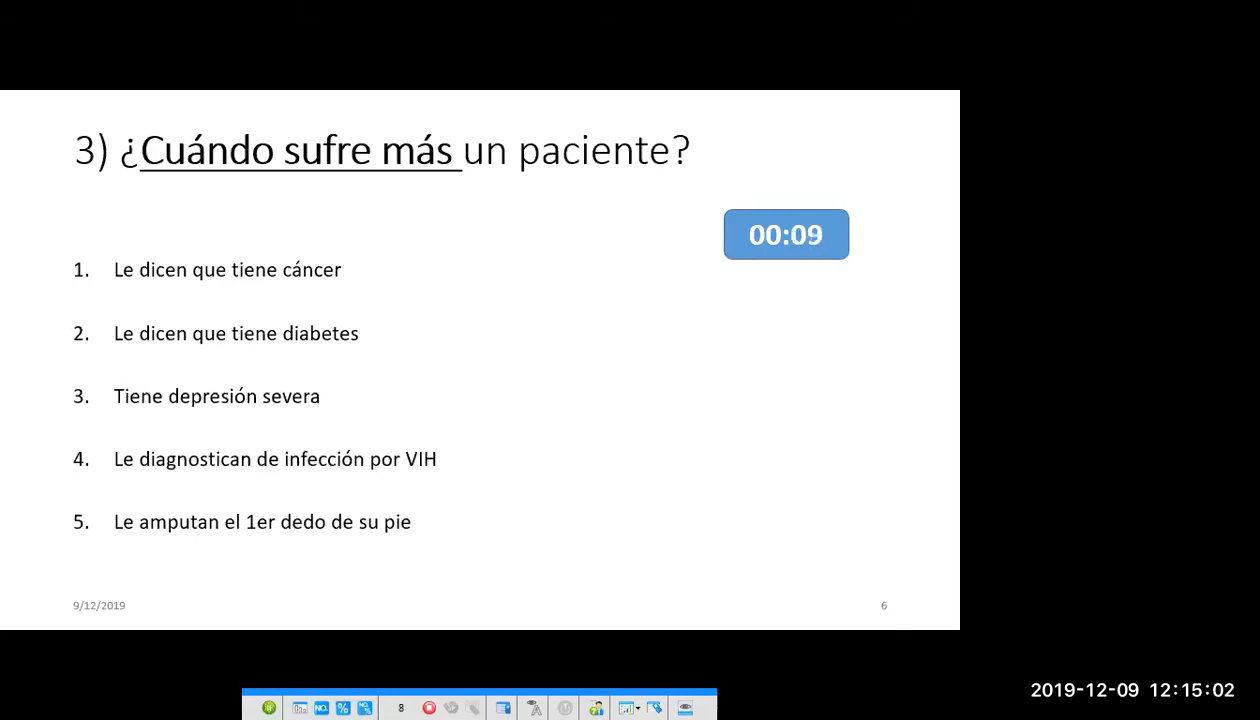 3) ¿Cuándo sufre más un paciente?
00:09
1. Le dicen que tiene cáncer
2. Le dicen que tiene diabetes
3. Tiene depresión severa
4. Le diagnostican de infección por VIH
5. Le amputan el 1er dedo de su pie
9/12/2019
6
2019-12-09 12:15:02
NO. % 8